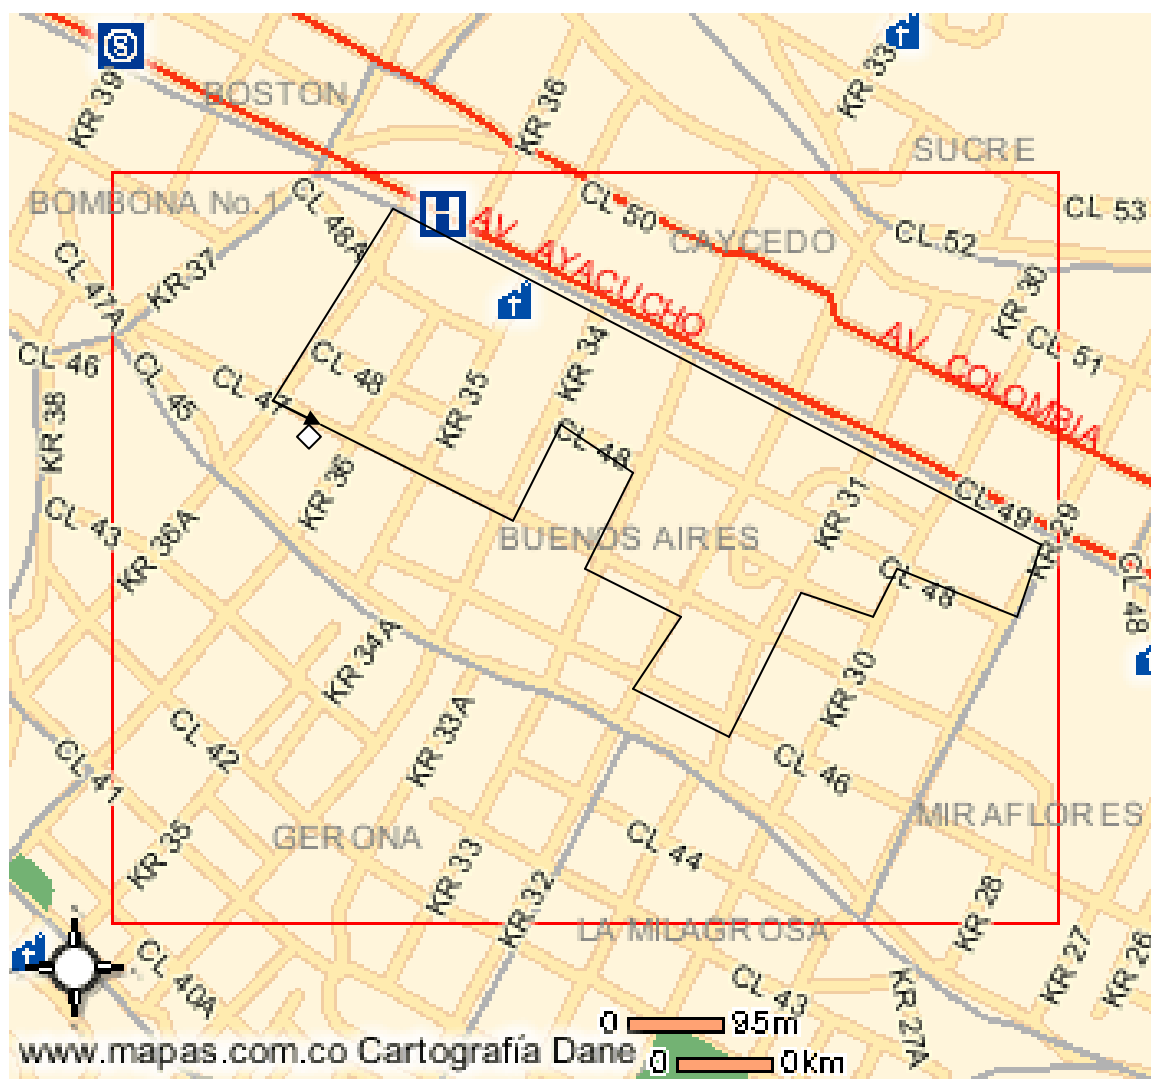 S
KR 39
BOSTON
KR 36
KR 33
SUCRE
BOMBONA No.1
CL 48A
H
CL 50
CL 53
CL 52
CAYCEDO
AV. AYACUCHO
CL 47A
KR 37
KR 30
CL 51
AV. COLOMBIA
CL 46
CL 45
CL 47
CL 48
KR 34
KR 35
KR 38
CL 48
KR 36
CL 43
KR 36A
BUENOS AIRES
KR 31
CL 49
KR 29
CL 48
CL 48
KR 34A
KR 30
CL 42
KR 33A
CL 41
CL 46
MIRAFLORES
GERONA
KR 35
KR 33
CL 44
KR 32
LA MILAGROSA
KR 28
KR 27
KR 26
CL 40A
CL 43
KR 27A
0 95m
www.mapas.com.co Cartografía Dane
0 0km